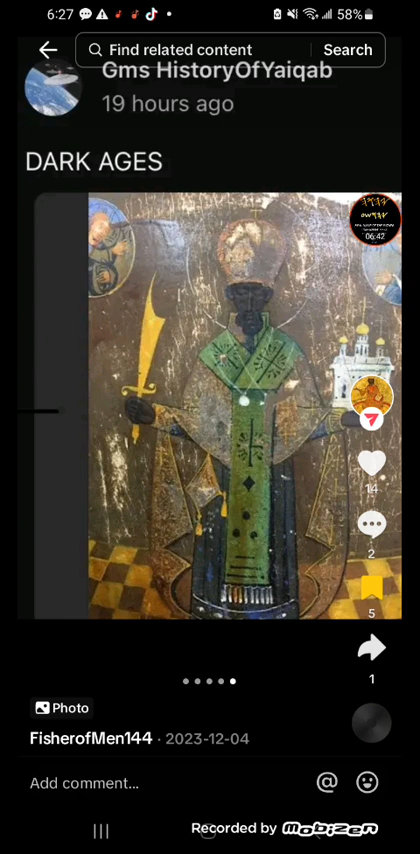 6:27
58%
Find related content
Search
Gms HistoryOfYaiqab
19 hours ago
DARK AGES
06:42
14
2
5
1
Photo
FisherofMen144 · 2023-12-04
Add comment...
Recorded by Mobizen